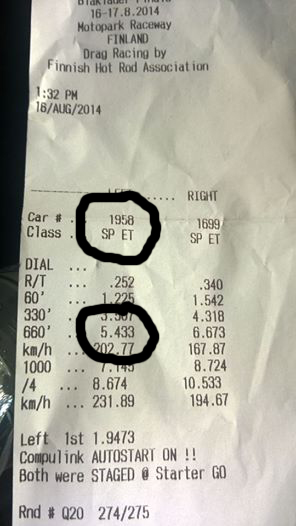 16-17.8.2014
Motopark Raceway
FINLAND
Drag Racing by
Finnish Hot Rod Association
1:32 PM
16/AUG/2014
..... RIGHT
Car # . 1958 1699
Class . SP ET SP ET
DIAL ...
R/T ... .252 .340
60' ... 1.225 1.542
330' ... 4.318
660' ... 5.433 6.673
km/h ... 202.77 167.87
1000 ... 7.145 8.724
/4 ... 8.674 10.533
km/h ... 231.89 194.67
Left 1st 1.9473
Compulink AUTOSTART ON !!
Both were STAGED @ Starter GO
Rnd # Q20 274/275